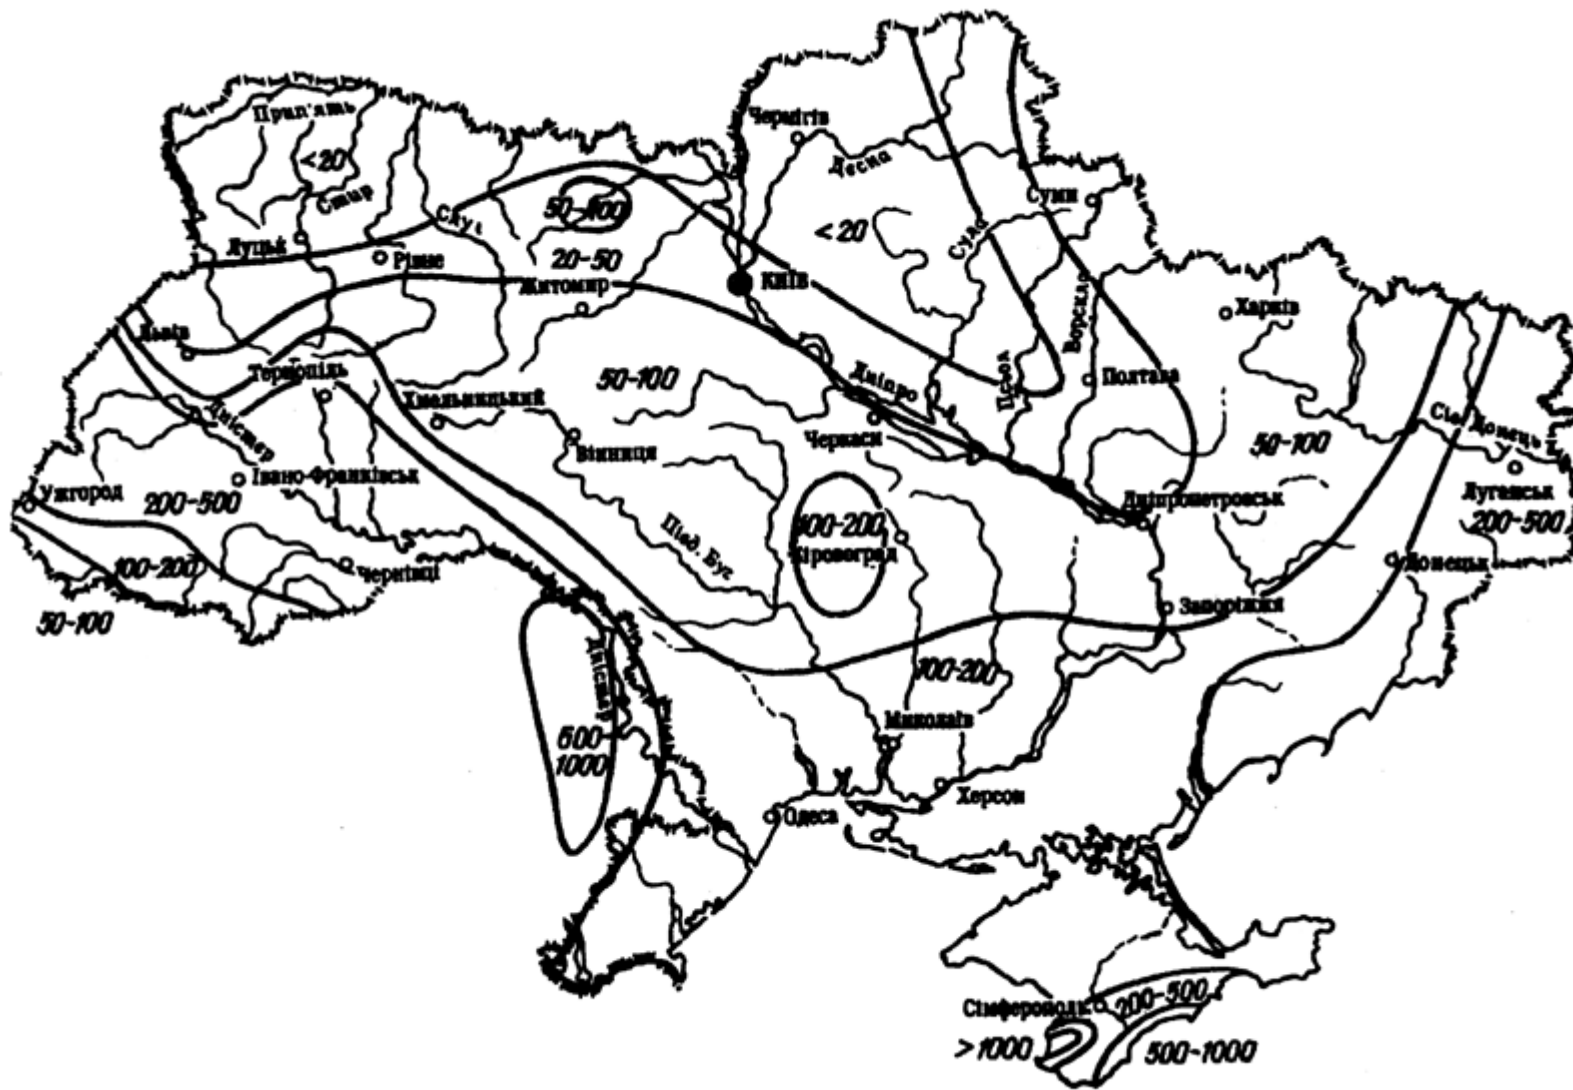 Прип'ять
Чернігів
Десна
<20
Стир
Случ
50-100
Суми
Луцьк
Рівне
20-50
<20
Сула
Житомир
КИЇВ
Ворскла
Харків
Львів
Тернопіль
50-100
Дніпро
Псьол
Полтава
Хмельницький
Дністер
Черкаси
Сів. Донець
Вінниця
50-100
Івано-Франківськ
Ужгород
200-500
Дніпропетровськ
Луганськ
200-500
100-200
Кіровоград
Півд. Буг
100-200
Чернівці
Донецьк
50-100
Запоріжжя
Дністер
100-200
Миколаїв
500-
1000
Херсон
Одеса
Сімферополь
200-500
>1000
500-1000